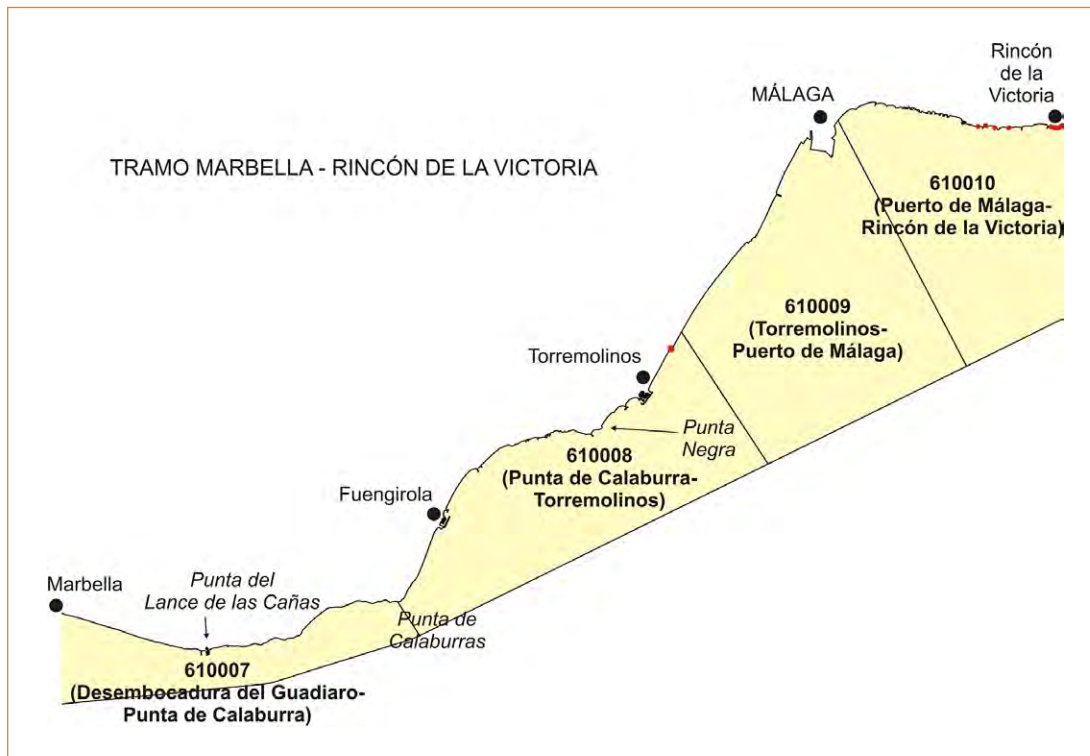 Rincón
de la
Victoria
MÁLAGA
TRAMO MARBELLA - RINCÓN DE LA VICTORIA
610010
(Puerto de Málaga-
Rincón de la Victoria)
610009
(Torremolinos-
Puerto de Málaga)
Torremolinos
Punta
Negra
610008
(Punta de Calaburra-
Torremolinos)
Fuengirola
Marbella
Punta del
Lance de las Cañas
Punta de
Calaburras
610007
(Desembocadura del Guadiaro-
Punta de Calaburra)